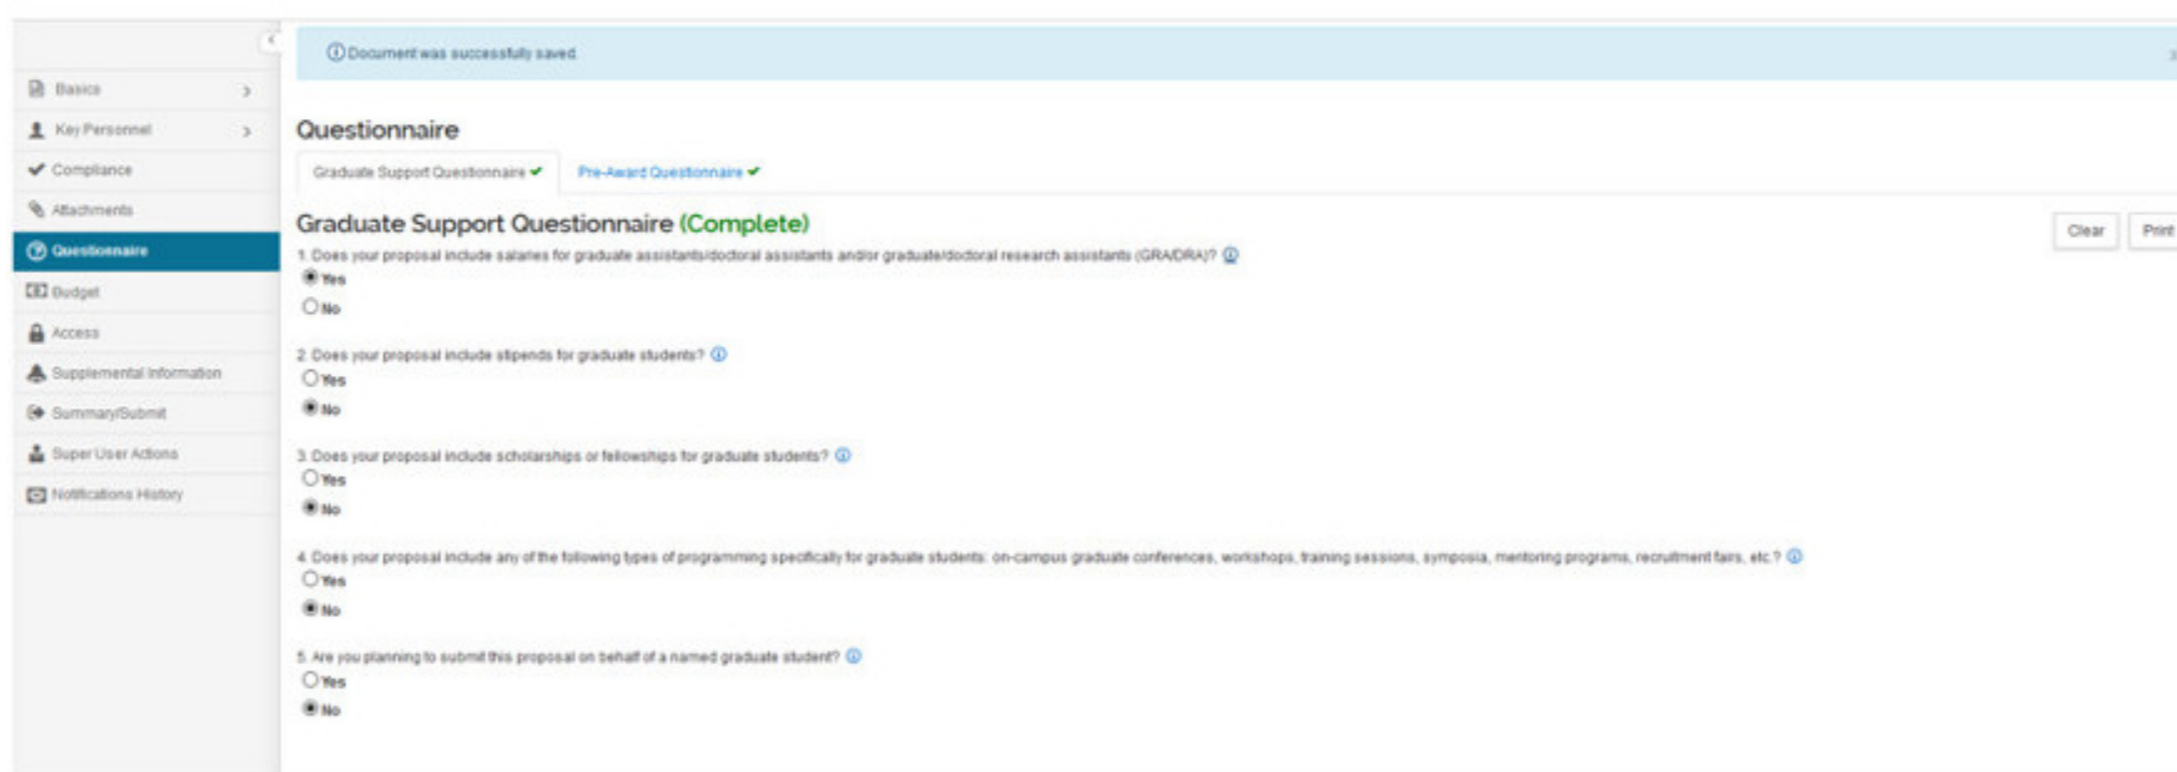 Document was successfully saved.
Basics
Key Personnel
Compliance
Attachments
Questionnaire
Budget
Access
Supplemental Information
Summary/Submit
Super User Actions
Notifications History
Questionnaire
Graduate Support Questionnaire
Pre-Award Questionnaire
Graduate Support Questionnaire (Complete)
Clear
Print
1. Does your proposal include salaries for graduate assistants/doctoral assistants and/or graduate/doctoral research assistants (GRA/DRA)?
Yes
No
2. Does your proposal include stipends for graduate students?
Yes
No
3. Does your proposal include scholarships or fellowships for graduate students?
Yes
No
4. Does your proposal include any of the following types of programming specifically for graduate students: on-campus graduate conferences, workshops, training sessions, symposia, mentoring programs, recruitment fairs, etc.?
Yes
No
5. Are you planning to submit this proposal on behalf of a named graduate student?
Yes
No